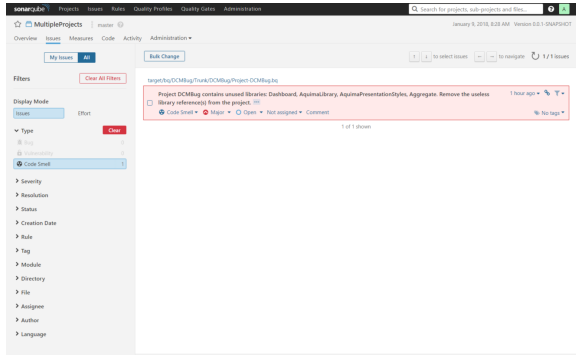 sonarqube Projects Issues Rules Quality Profiles Quality Gates Administration Search for projects, sub-projects and files... ? A
MultipleProjects master January 9, 2018, 8:28 AM Version 0.0.1-SNAPSHOT
Overview Issues Measures Code Activity Administration
My Issues All Bulk Change ↑ ↓ to select issues ← → to navigate 1 / 1 issues
Filters Clear All Filters
target/bq/DCMBug/Trunk/DCMBug/Project-DCMBug.bq
Project DCMBug contains unused libraries: Dashboard, AquimaLibrary, AquimaPresentationStyles, Aggregate. Remove the useless
library reference(s) from the project. ...
1 hour ago
Code Smell Major Open Not assigned Comment No tags
1 of 1 shown
Display Mode
Issues Effort
Type Clear
Bug 0
Vulnerability 0
Code Smell 1
Severity
Resolution
Status
Creation Date
Rule
Tag
Module
Directory
File
Assignee
Author
Language